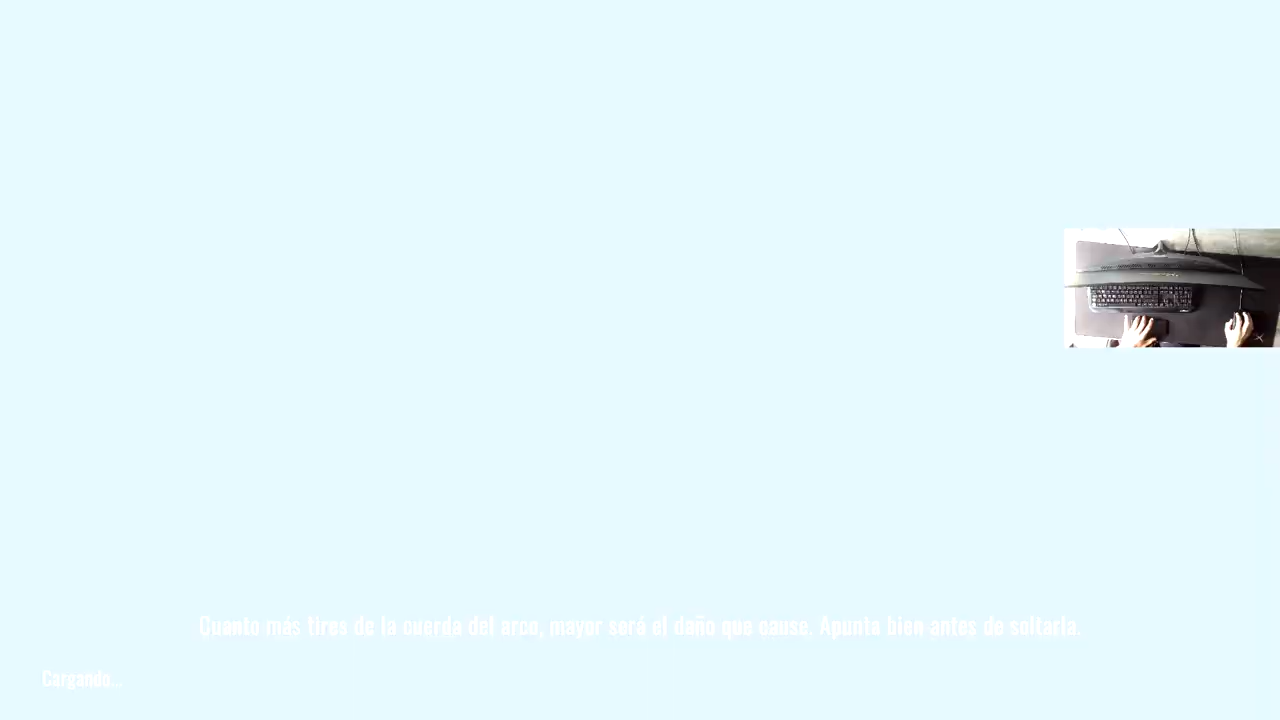 Cuanto más tires de la cuerda del arco, mayor será el daño que cause. Apunta bien antes de soltarla.
Cargando...